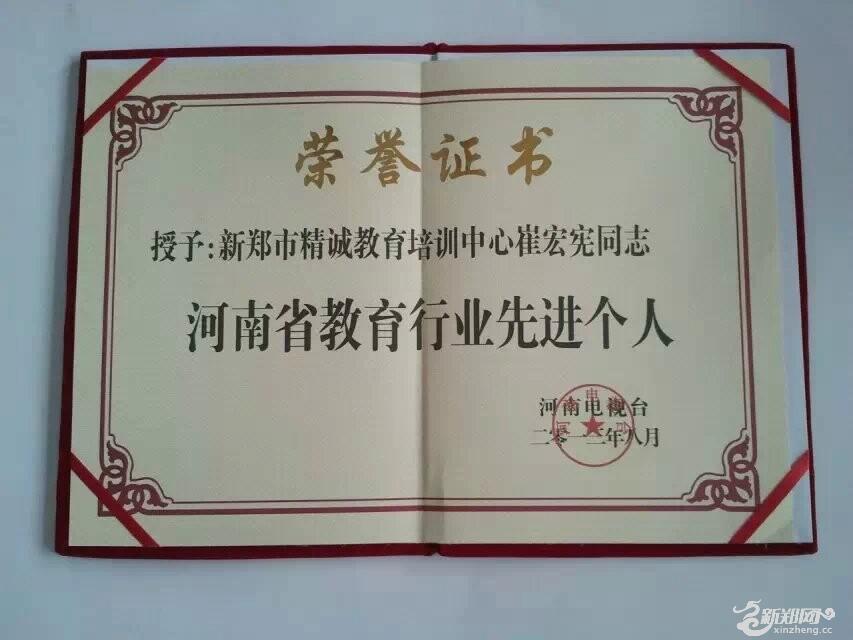 荣誉证书
授予:新郑市精诚教育培训中心崔宏宪同志
河南省教育行业先进个人
河南电视台
二零一二年八月
新郑网
xinzheng.cc